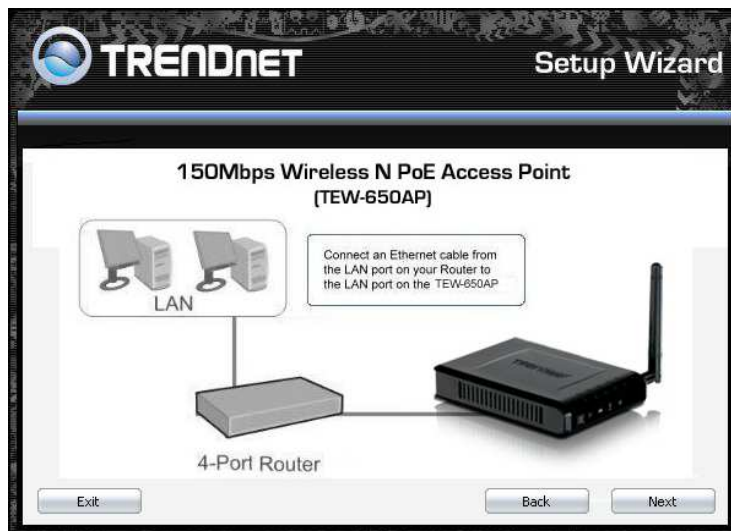 TRENDNET
Setup Wizard
150Mbps Wireless N PoE Access Point
(TEW-650AP)
Connect an Ethernet cable from
the LAN port on your Router to
the LAN port on the TEW-650AP
LAN
TRENDNET
4-Port Router
Exit
Back
Next